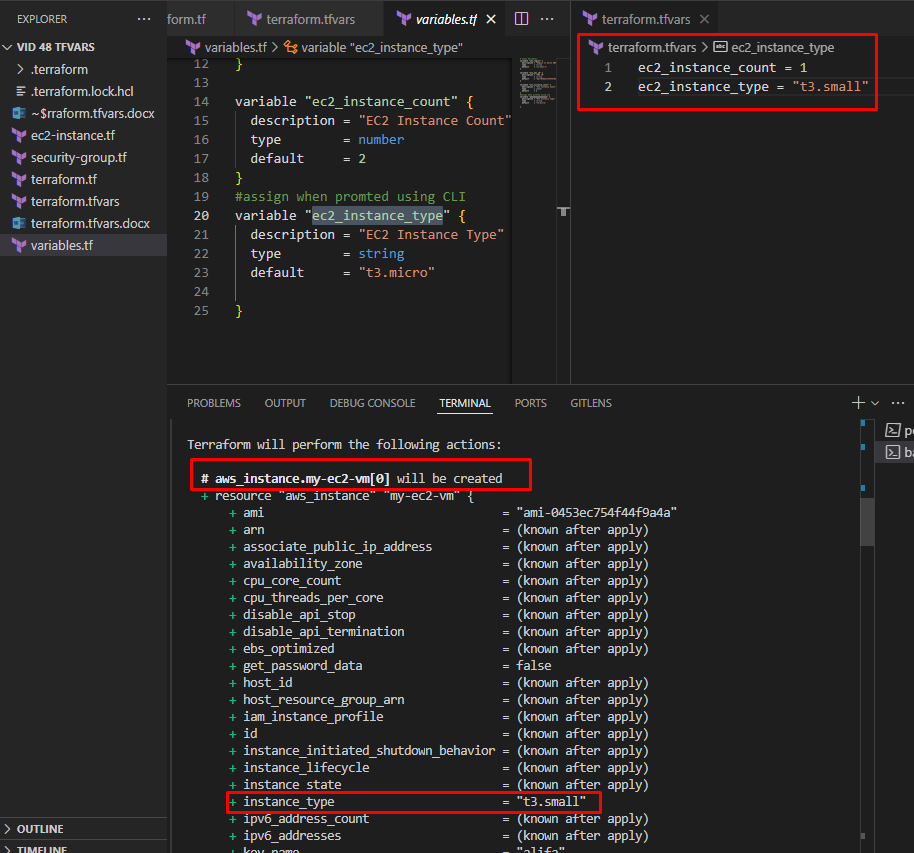 EXPLORER
VID 48 TFVARS
.terraform
.terraform.lock.hcl
~$rraform.tfvars.docx
ec2-instance.tf
security-group.tf
terraform.tf
terraform.tfvars
terraform.tfvars.docx
variables.tf
OUTLINE
TIMELINE
form.tf
terraform.tfvars
variables.tf
variables.tf > variable "ec2_instance_type"
12 }
13
14 variable "ec2_instance_count" {
15 description = "EC2 Instance Count"
16 type = number
17 default = 2
18 }
19 #assign when promted using CLI
20 variable "ec2_instance_type" {
21 description = "EC2 Instance Type"
22 type = string
23 default = "t3.micro"
24
25 }
terraform.tfvars
terraform.tfvars > ec2_instance_type
1 ec2_instance_count = 1
2 ec2_instance_type = "t3.small"
PROBLEMS OUTPUT DEBUG CONSOLE TERMINAL PORTS GITLENS
Terraform will perform the following actions:
# aws_instance.my-ec2-vm[0] will be created
+ resource "aws_instance" "my-ec2-vm" {
+ ami = "ami-0453ec754f44f9a4a"
+ arn = (known after apply)
+ associate_public_ip_address = (known after apply)
+ availability_zone = (known after apply)
+ cpu_core_count = (known after apply)
+ cpu_threads_per_core = (known after apply)
+ disable_api_stop = (known after apply)
+ disable_api_termination = (known after apply)
+ ebs_optimized = (known after apply)
+ get_password_data = false
+ host_id = (known after apply)
+ host_resource_group_arn = (known after apply)
+ iam_instance_profile = (known after apply)
+ id = (known after apply)
+ instance_initiated_shutdown_behavior = (known after apply)
+ instance_lifecycle = (known after apply)
+ instance_state = (known after apply)
+ instance_type = "t3.small"
+ ipv6_address_count = (known after apply)
+ ipv6_addresses = (known after apply)
+ key_name = "alifa"
po
ba